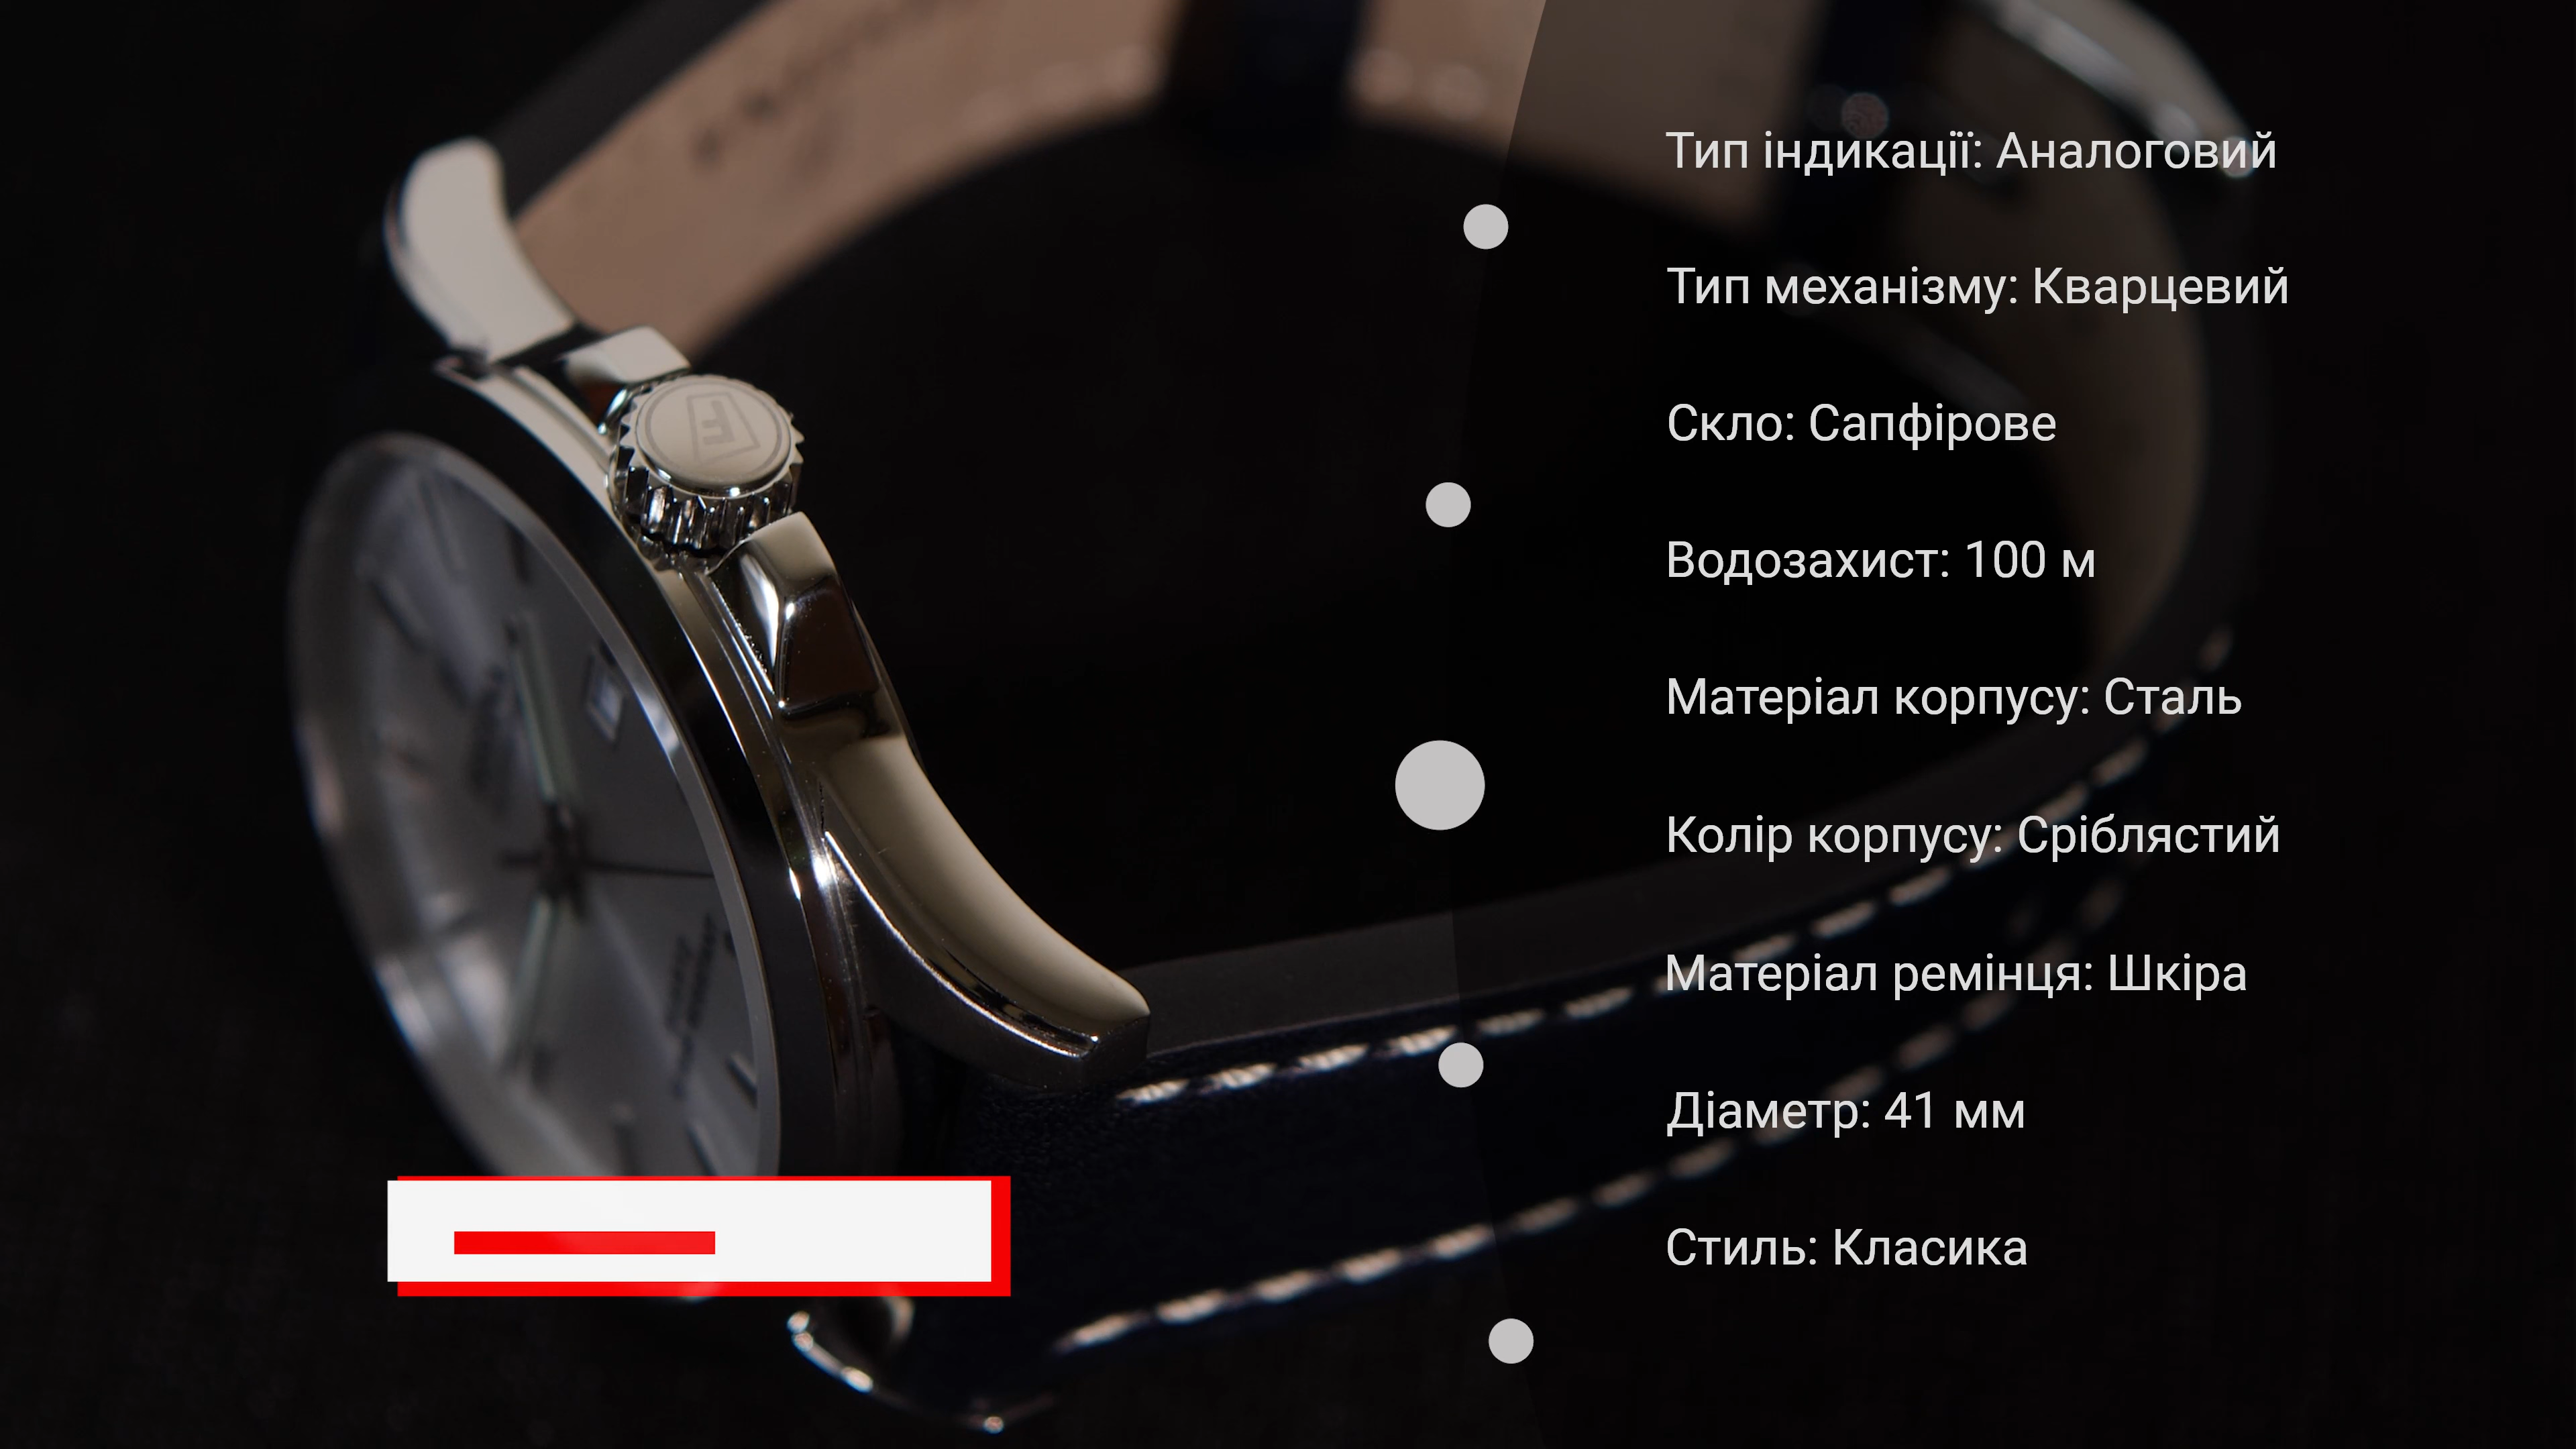 Тип індикації: Аналоговий
Тип механізму: Кварцевий
Скло: Сапфірове
Водозахист: 100 м
Матеріал корпусу: Сталь
Колір корпусу: Сріблястий
Матеріал ремінця: Шкіра
Діаметр: 41 мм
Стиль: Класика